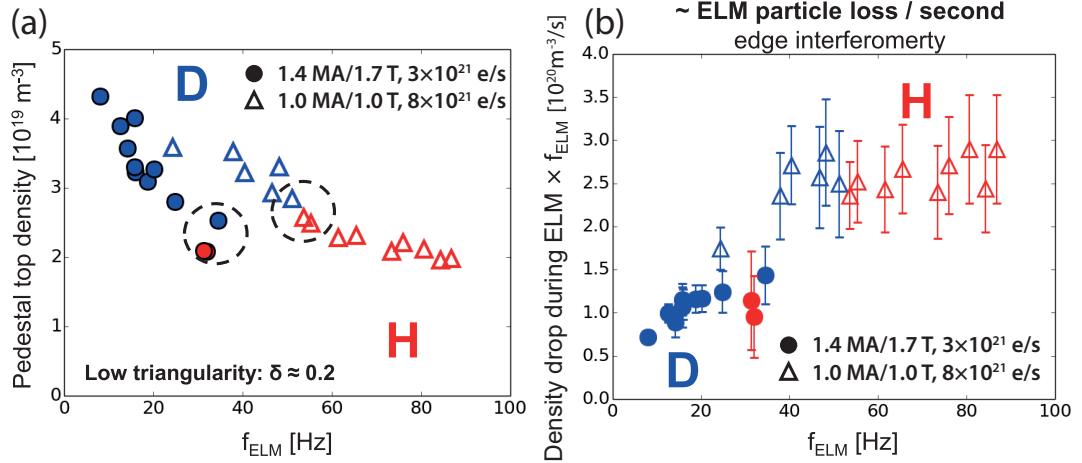 (a)
Pedestal top density [10¹⁹ m⁻³]
5
4
3
2
1
0
D
1.4 MA/1.7 T, 3×10²¹ e/s
1.0 MA/1.0 T, 8×10²¹ e/s
H
Low triangularity: δ ≈ 0.2
0 20 40 60 80 100
f_ELM [Hz]
(b)
~ ELM particle loss / second
edge interferomerty
Density drop during ELM × f_ELM [10²⁰m⁻³/s]
4.0
3.5
3.0
2.5
2.0
1.5
1.0
0.5
0.0
H
D
1.4 MA/1.7 T, 3×10²¹ e/s
1.0 MA/1.0 T, 8×10²¹ e/s
0 20 40 60 80 100
f_ELM [Hz]